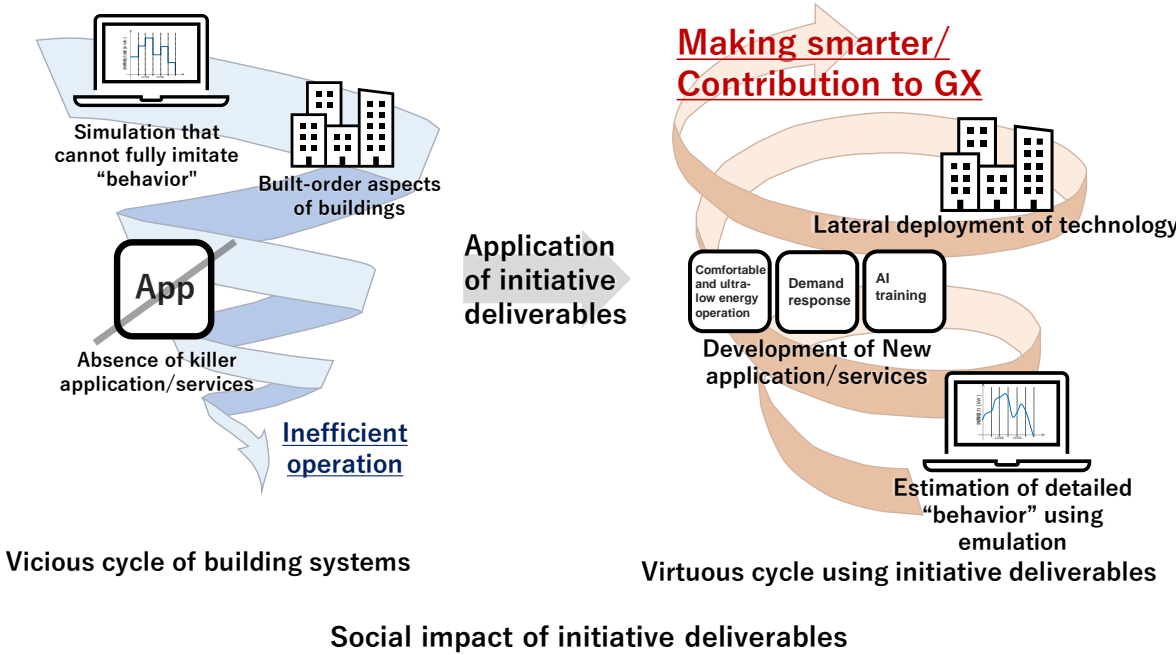 Simulation that
cannot fully imitate
“behavior"
Built-order aspects
of buildings
App
Absence of killer
application/services
Inefficient
operation
Vicious cycle of building systems
Application
of initiative
deliverables
Making smarter/
Contribution to GX
Lateral deployment of technology
Comfortable
and ultra-
low energy
operation
Demand
response
AI
training
Development of New
application/services
Estimation of detailed
“behavior” using
emulation
Virtuous cycle using initiative deliverables
Social impact of initiative deliverables